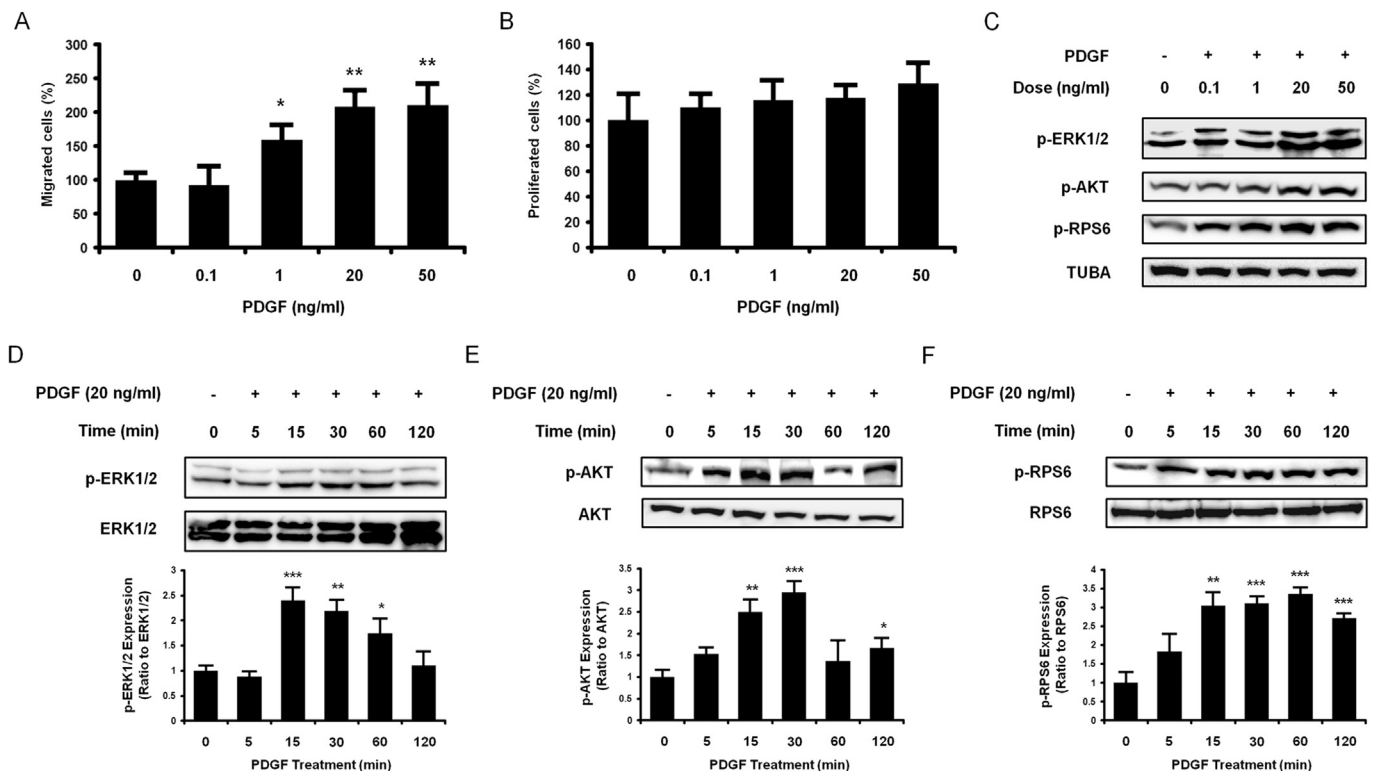 A
Migrated cells (%)
300
250
200
150
100
50
0
*
**
**
0 0.1 1 20 50
PDGF (ng/ml)
B
Proliferated cells (%)
160
140
120
100
80
60
40
20
0
0 0.1 1 20 50
PDGF (ng/ml)
C
PDGF - + + + +
Dose (ng/ml) 0 0.1 1 20 50
p-ERK1/2
p-AKT
p-RPS6
TUBA
D
PDGF (20 ng/ml) - + + + + +
Time (min) 0 5 15 30 60 120
p-ERK1/2
ERK1/2
p-ERK1/2 Expression
(Ratio to ERK1/2)
3
2.5
2
1.5
1
0.5
0
***
**
*
0 5 15 30 60 120
PDGF Treatment (min)
E
PDGF (20 ng/ml) - + + + + +
Time (min) 0 5 15 30 60 120
p-AKT
AKT
p-AKT Expression
(Ratio to AKT)
3.5
3
2.5
2
1.5
1
0.5
0
**
***
*
0 5 15 30 60 120
PDGF Treatment (min)
F
PDGF (20 ng/ml) - + + + + +
Time (min) 0 5 15 30 60 120
p-RPS6
RPS6
p-RPS6 Expression
(Ratio to RPS6)
4
3.5
3
2.5
2
1.5
1
0.5
0
**
***
***
***
0 5 15 30 60 120
PDGF Treatment (min)